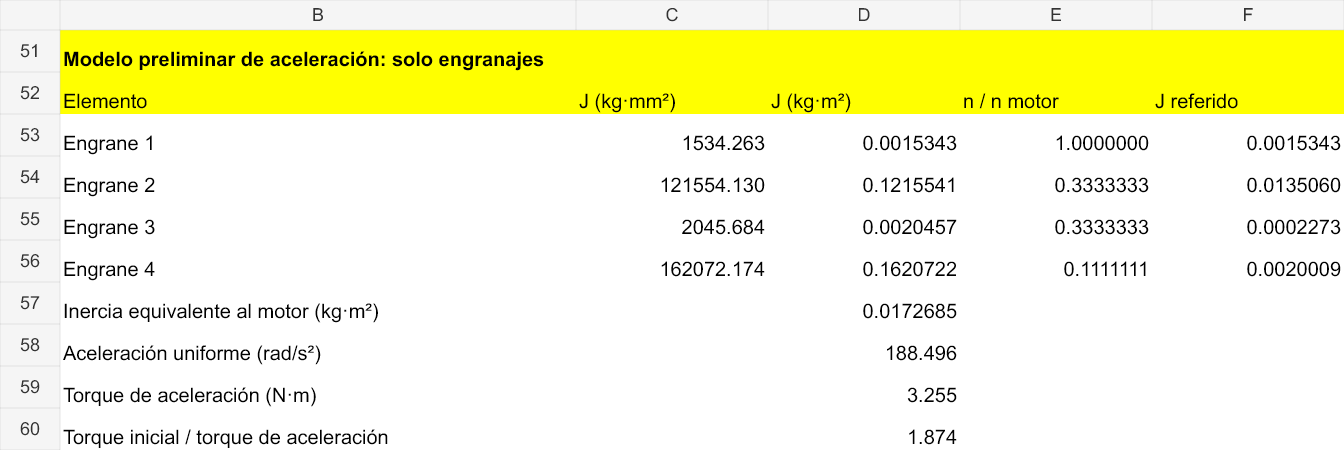 B C D E F
51 Modelo preliminar de aceleración: solo engranajes
52 Elemento J (kg·mm²) J (kg·m²) n / n motor J referido
53 Engrane 1 1534.263 0.0015343 1.0000000 0.0015343
54 Engrane 2 121554.130 0.1215541 0.3333333 0.0135060
55 Engrane 3 2045.684 0.0020457 0.3333333 0.0002273
56 Engrane 4 162072.174 0.1620722 0.1111111 0.0020009
57 Inercia equivalente al motor (kg·m²) 0.0172685
58 Aceleración uniforme (rad/s²) 188.496
59 Torque de aceleración (N·m) 3.255
60 Torque inicial / torque de aceleración 1.874